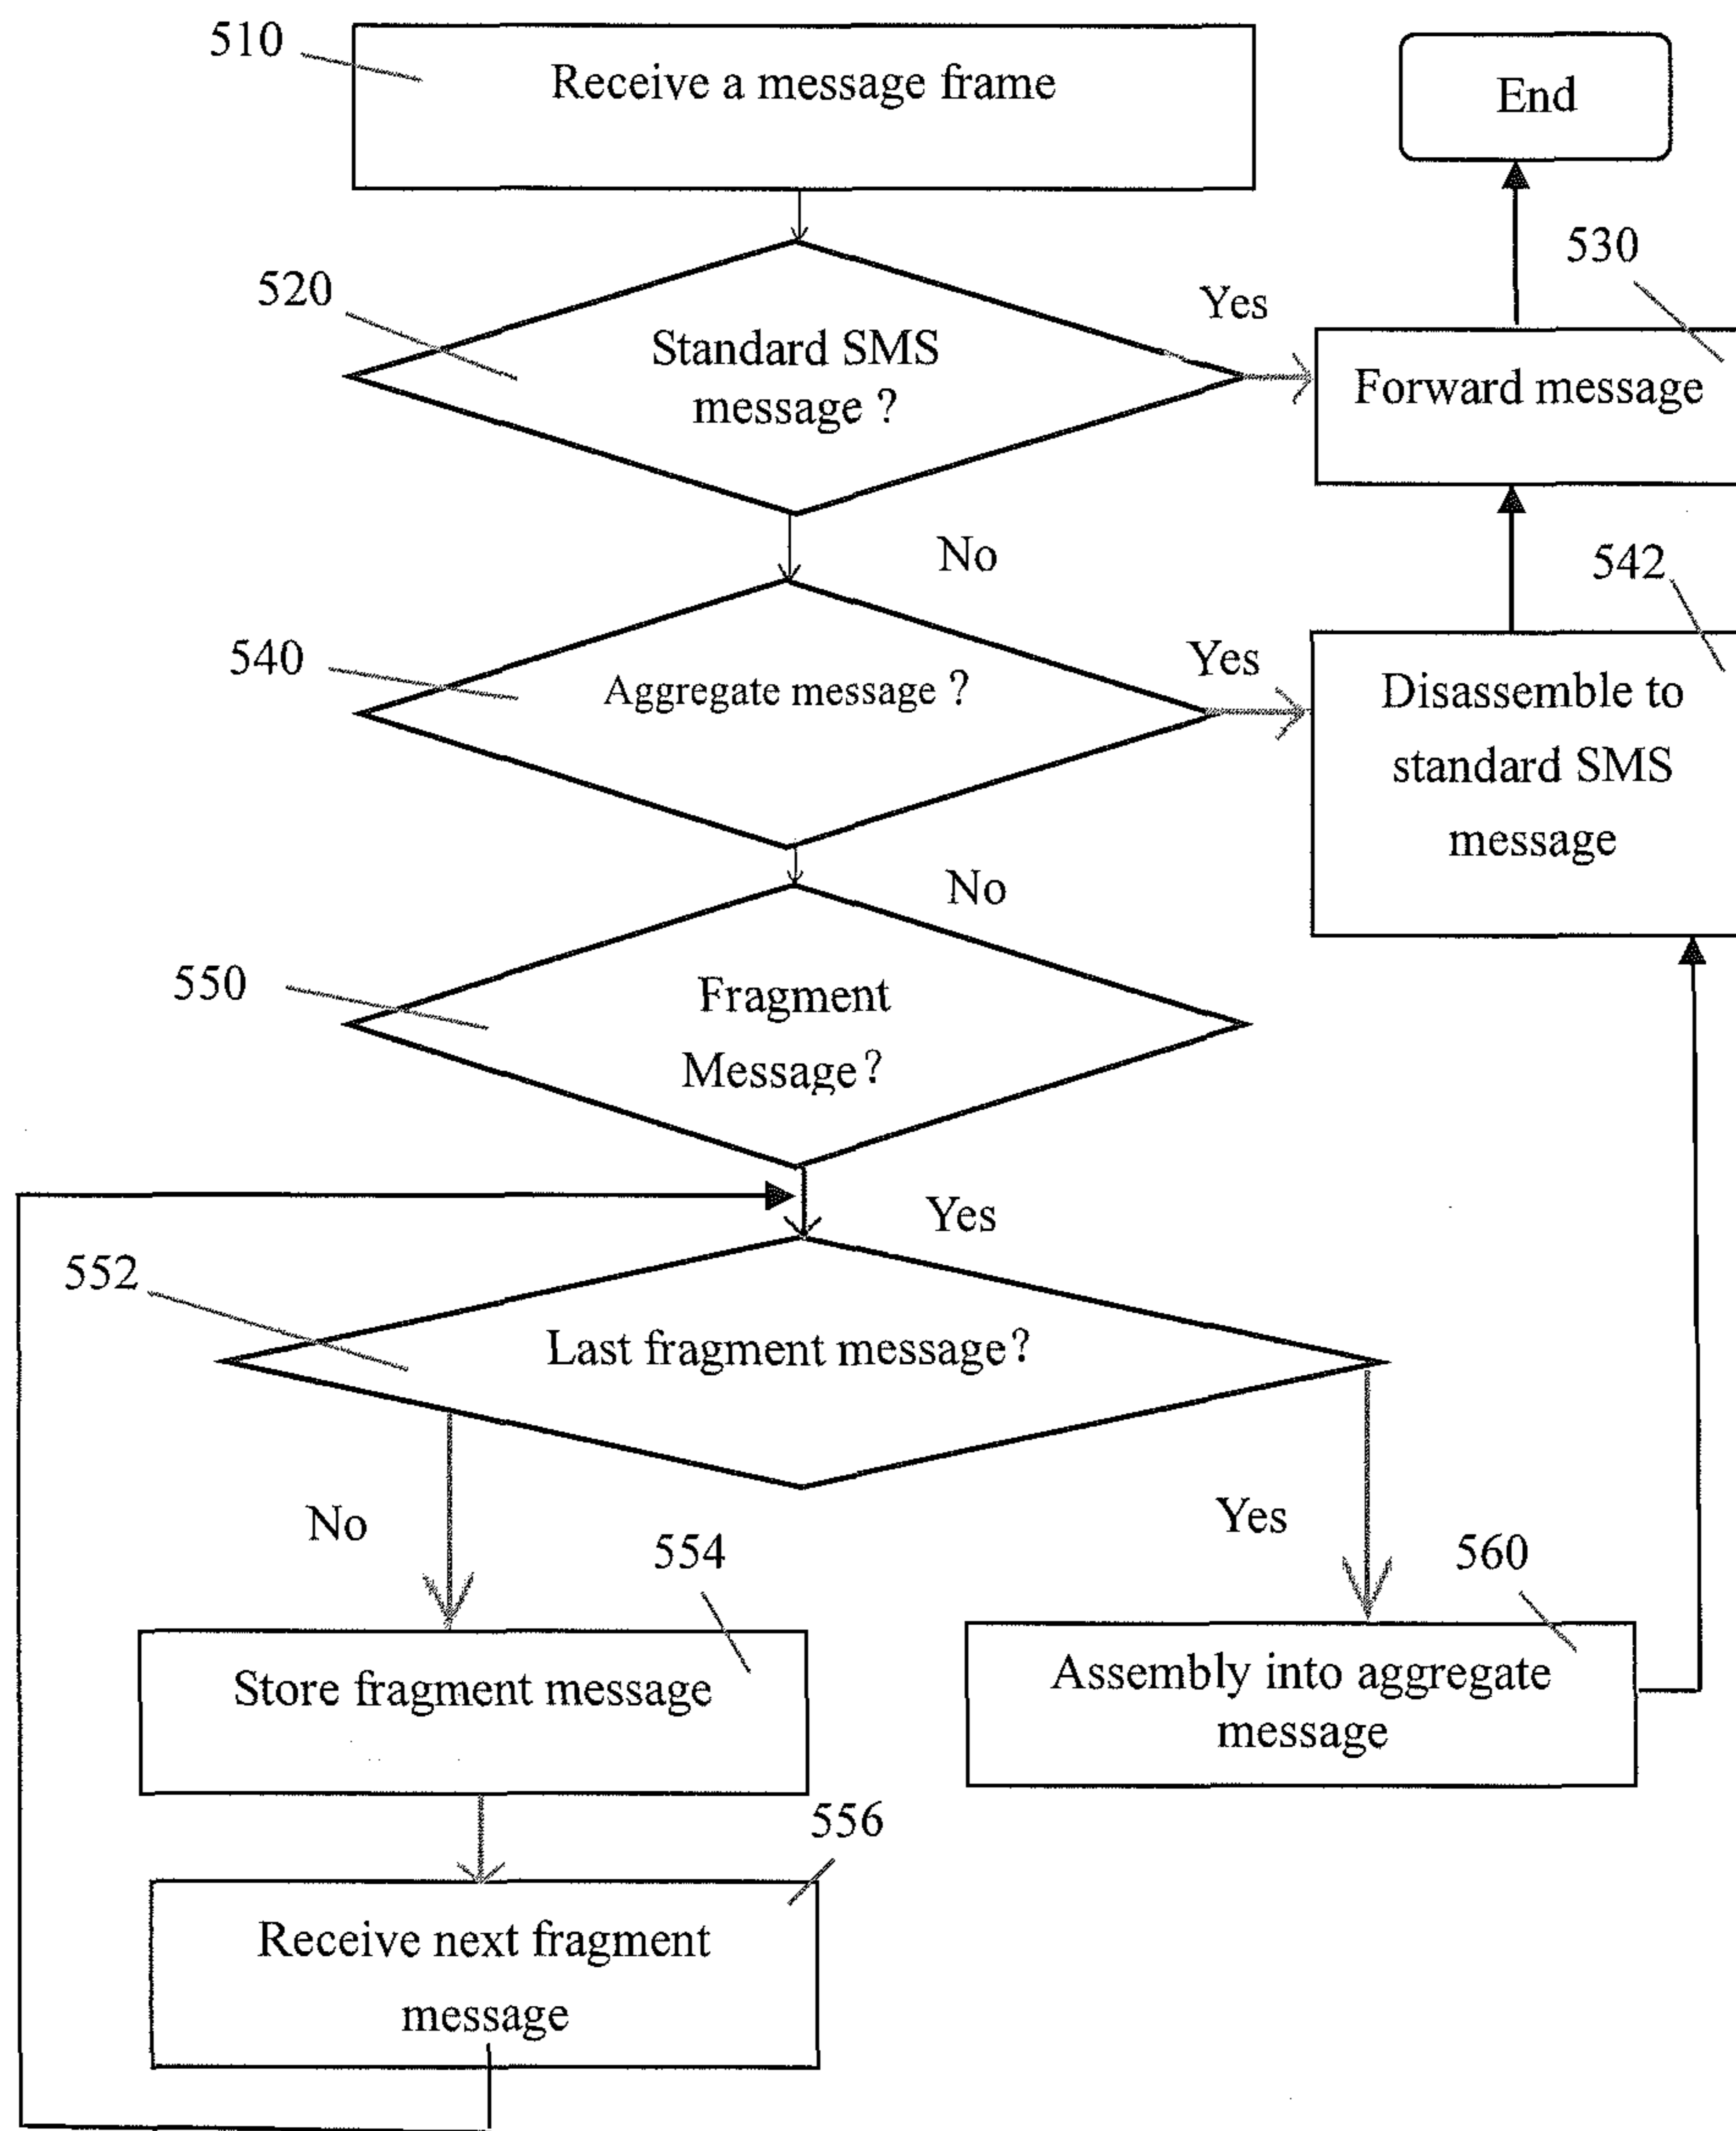 510
Receive a message frame
End
520
Standard SMS
message ?
Yes
530
Forward message
No
540
Aggregate message ?
Yes
542
Disassemble to
standard SMS
message
No
550
Fragment
Message?
Yes
552
Last fragment message?
No
Yes
554
Store fragment message
560
Assembly into aggregate
message
556
Receive next fragment
message